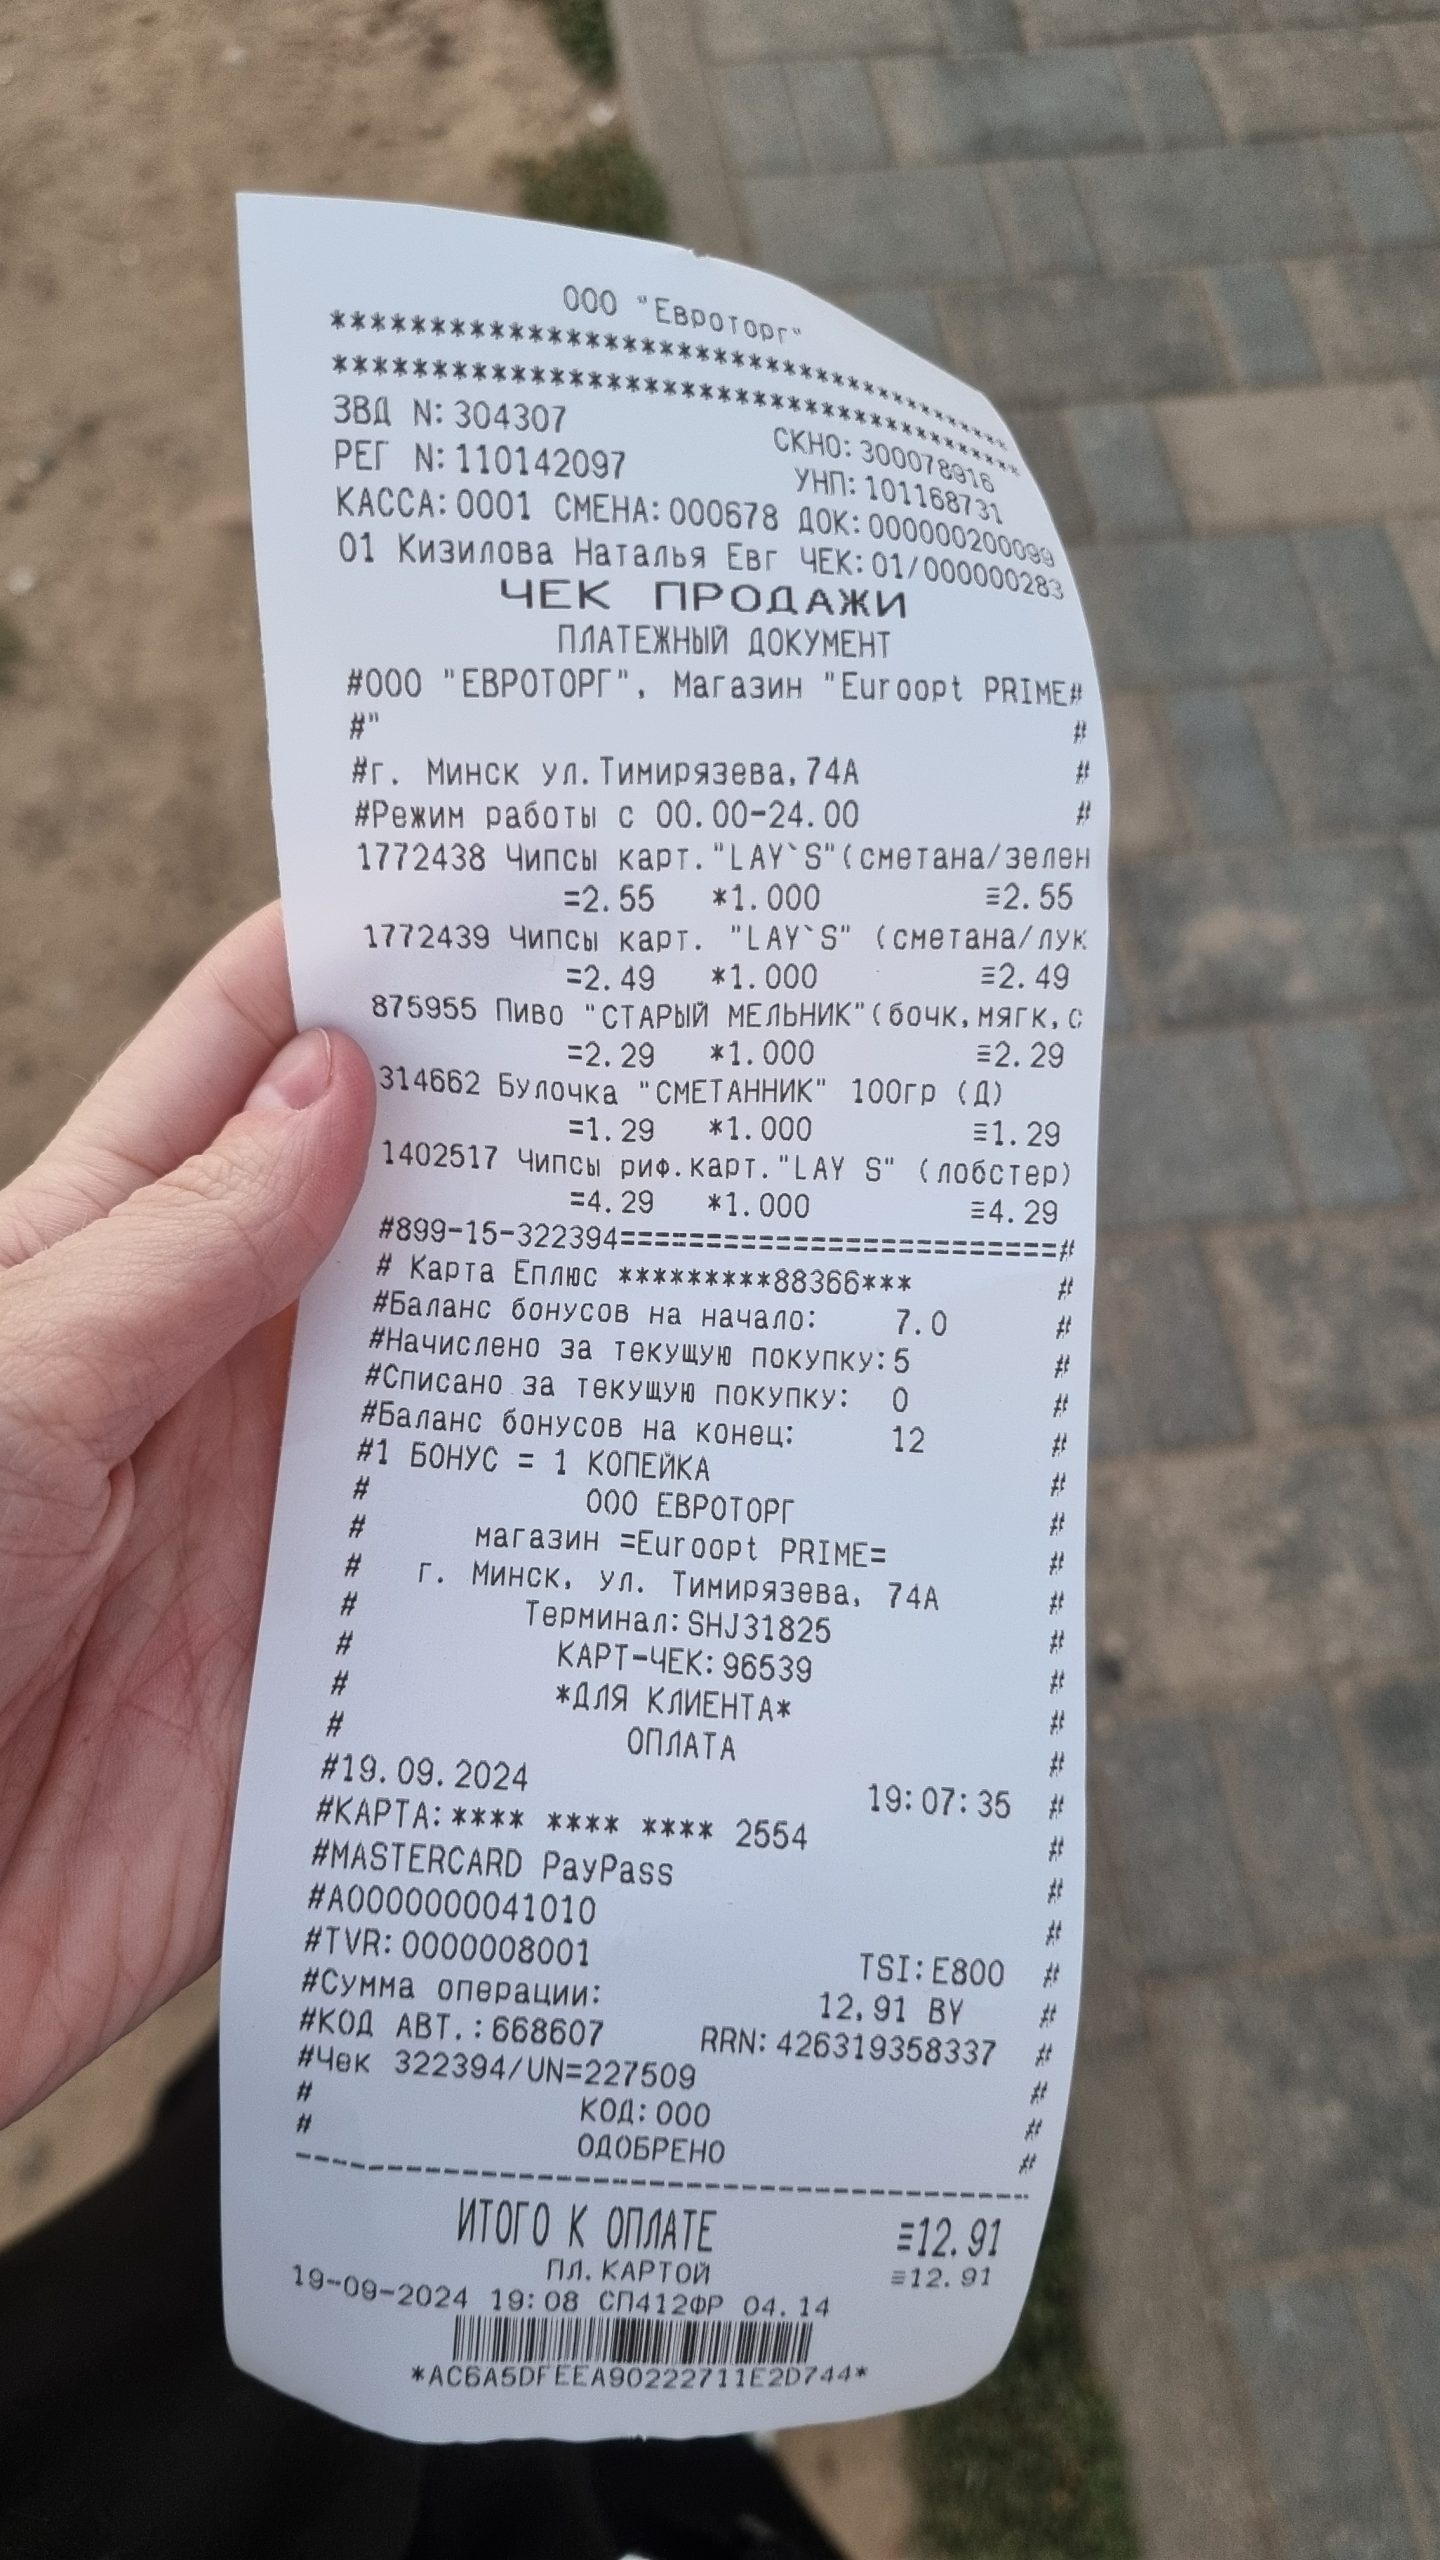 ООО "Евроторг"
****************************************
****************************************
ЗВД N:304307 СКНО:300078916
РЕГ N:110142097 УНП:101168731
КАССА:0001 СМЕНА:000678 ДОК:000000200099
01 Кизилова Наталья Евг ЧЕК:01/000000283
ЧЕК ПРОДАЖИ
ПЛАТЕЖНЫЙ ДОКУМЕНТ
#ООО "ЕВРОТОРГ", Магазин "Euroopt PRIME#
#" #
#г. Минск ул.Тимирязева,74А #
#Режим работы с 00.00-24.00 #
1772438 Чипсы карт."LAY`S"(сметана/зелен
=2.55 *1.000 ≡2.55
1772439 Чипсы карт. "LAY`S" (сметана/лук
=2.49 *1.000 ≡2.49
875955 Пиво "СТАРЫЙ МЕЛЬНИК"(бочк,мягк,с
=2.29 *1.000 ≡2.29
314662 Булочка "СМЕТАННИК" 100гр (Д)
=1.29 *1.000 ≡1.29
1402517 Чипсы риф.карт."LAY S" (лобстер)
=4.29 *1.000 ≡4.29
#899-15-322394=========================#
# Карта Еплюс *********88366*** #
#Баланс бонусов на начало: 7.0 #
#Начислено за текущую покупку:5 #
#Списано за текущую покупку: 0 #
#Баланс бонусов на конец: 12 #
#1 БОНУС = 1 КОПЕЙКА #
# ООО ЕВРОТОРГ #
# магазин =Euroopt PRIME= #
# г. Минск, ул. Тимирязева, 74А #
# Терминал:SHJ31825 #
# КАРТ-ЧЕК:96539 #
# *ДЛЯ КЛИЕНТА* #
# ОПЛАТА #
#19.09.2024 19:07:35 #
#КАРТА:**** **** **** 2554 #
#MASTERCARD PayPass #
#A0000000041010 #
#TVR:0000008001 TSI:E800 #
#Сумма операции: 12,91 BY #
#КОД АВТ.:668607 RRN:426319358337 #
#Чек 322394/UN=227509 #
# КОД:000 #
# ОДОБРЕНО #
----------------------------------------
ИТОГО К ОПЛАТЕ ≡12.91
ПЛ. КАРТОЙ ≡12.91
19-09-2024 19:08 СП412ФР 04.14
*AC6A5DFEEA90222711E2D744*